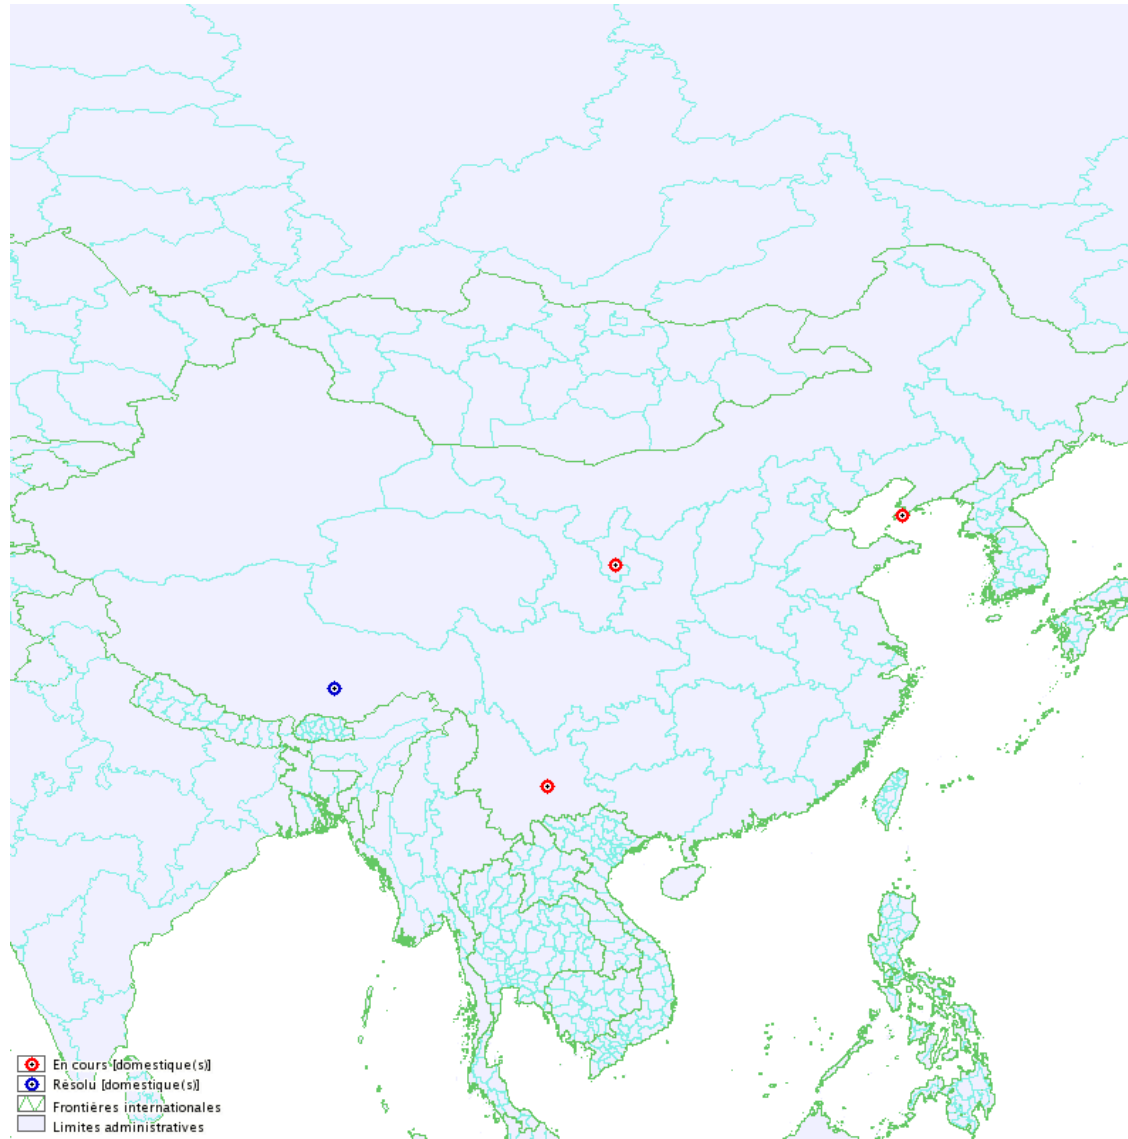 En cours [domestique(s)]
Résolu [domestique(s)]
Frontières internationales
Limites administratives